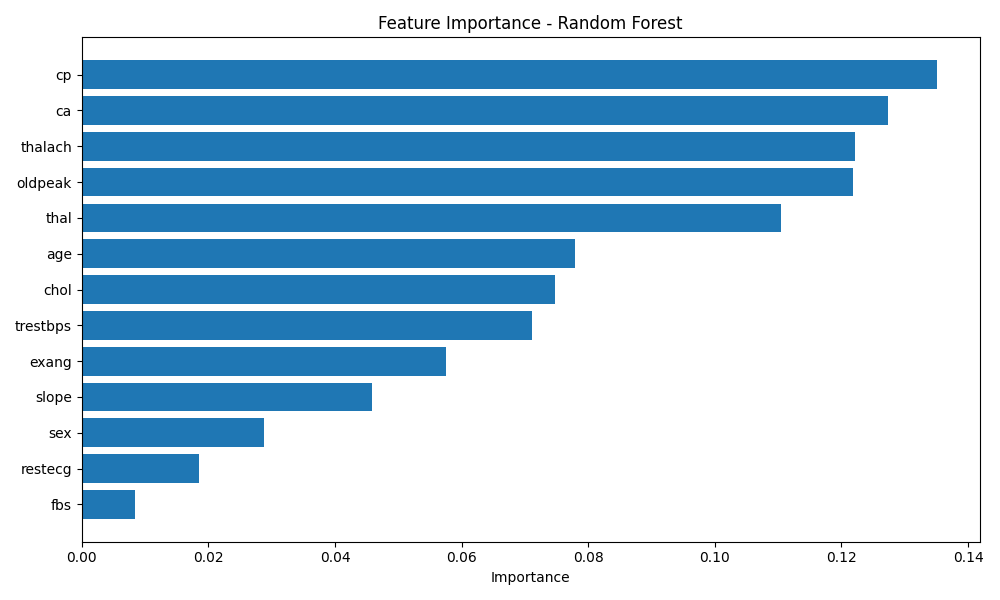 Feature Importance - Random Forest
cp
ca
thalach
oldpeak
thal
age
chol
trestbps
exang
slope
sex
restecg
fbs
0.00 0.02 0.04 0.06 0.08 0.10 0.12 0.14
Importance